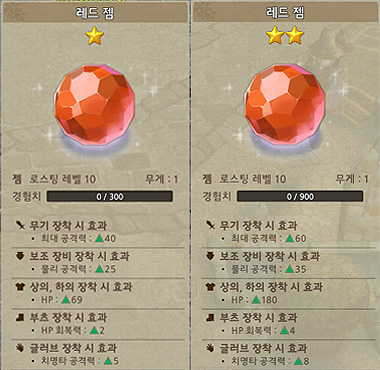 레드 젬
젬 로스팅 레벨 10 무게 : 1
경험치 0 / 300
무기 장착 시 효과
• 최대 공격력 : ▲40
보조 장비 장착 시 효과
• 물리 공격력 : ▲25
상의, 하의 장착 시 효과
• HP : ▲69
부츠 장착 시 효과
• HP 회복력 : ▲2
글러브 장착 시 효과
• 치명타 공격력 : ▲5
레드 젬
젬 로스팅 레벨 10 무게 : 1
경험치 0 / 900
무기 장착 시 효과
• 최대 공격력 : ▲60
보조 장비 장착 시 효과
• 물리 공격력 : ▲35
상의, 하의 장착 시 효과
• HP : ▲180
부츠 장착 시 효과
• HP 회복력 : ▲4
글러브 장착 시 효과
• 치명타 공격력 : ▲8